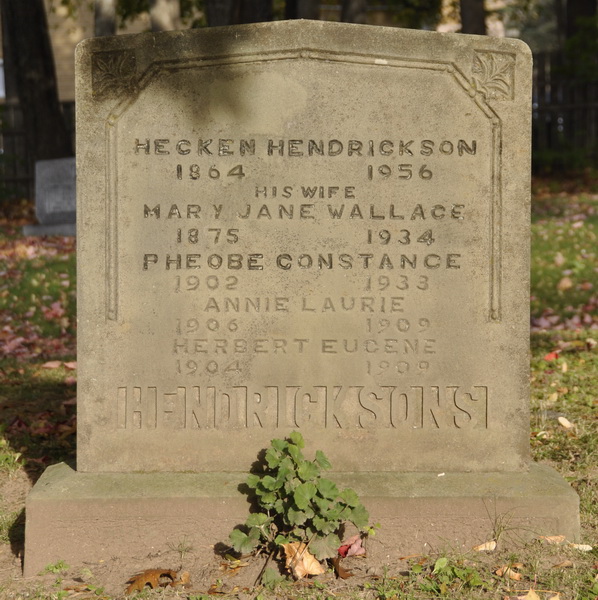 HECKEN HENDRICKSON
1864 1956
HIS WIFE
MARY JANE WALLACE
1875 1934
PHEOBE CONSTANCE
1902 1933
ANNIE LAURIE
1906 1909
HERBERT EUGENE
1904 1909
HENDRICKSONS